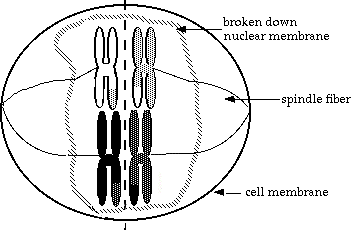 broken down
nuclear membrane
spindle fiber
cell membrane